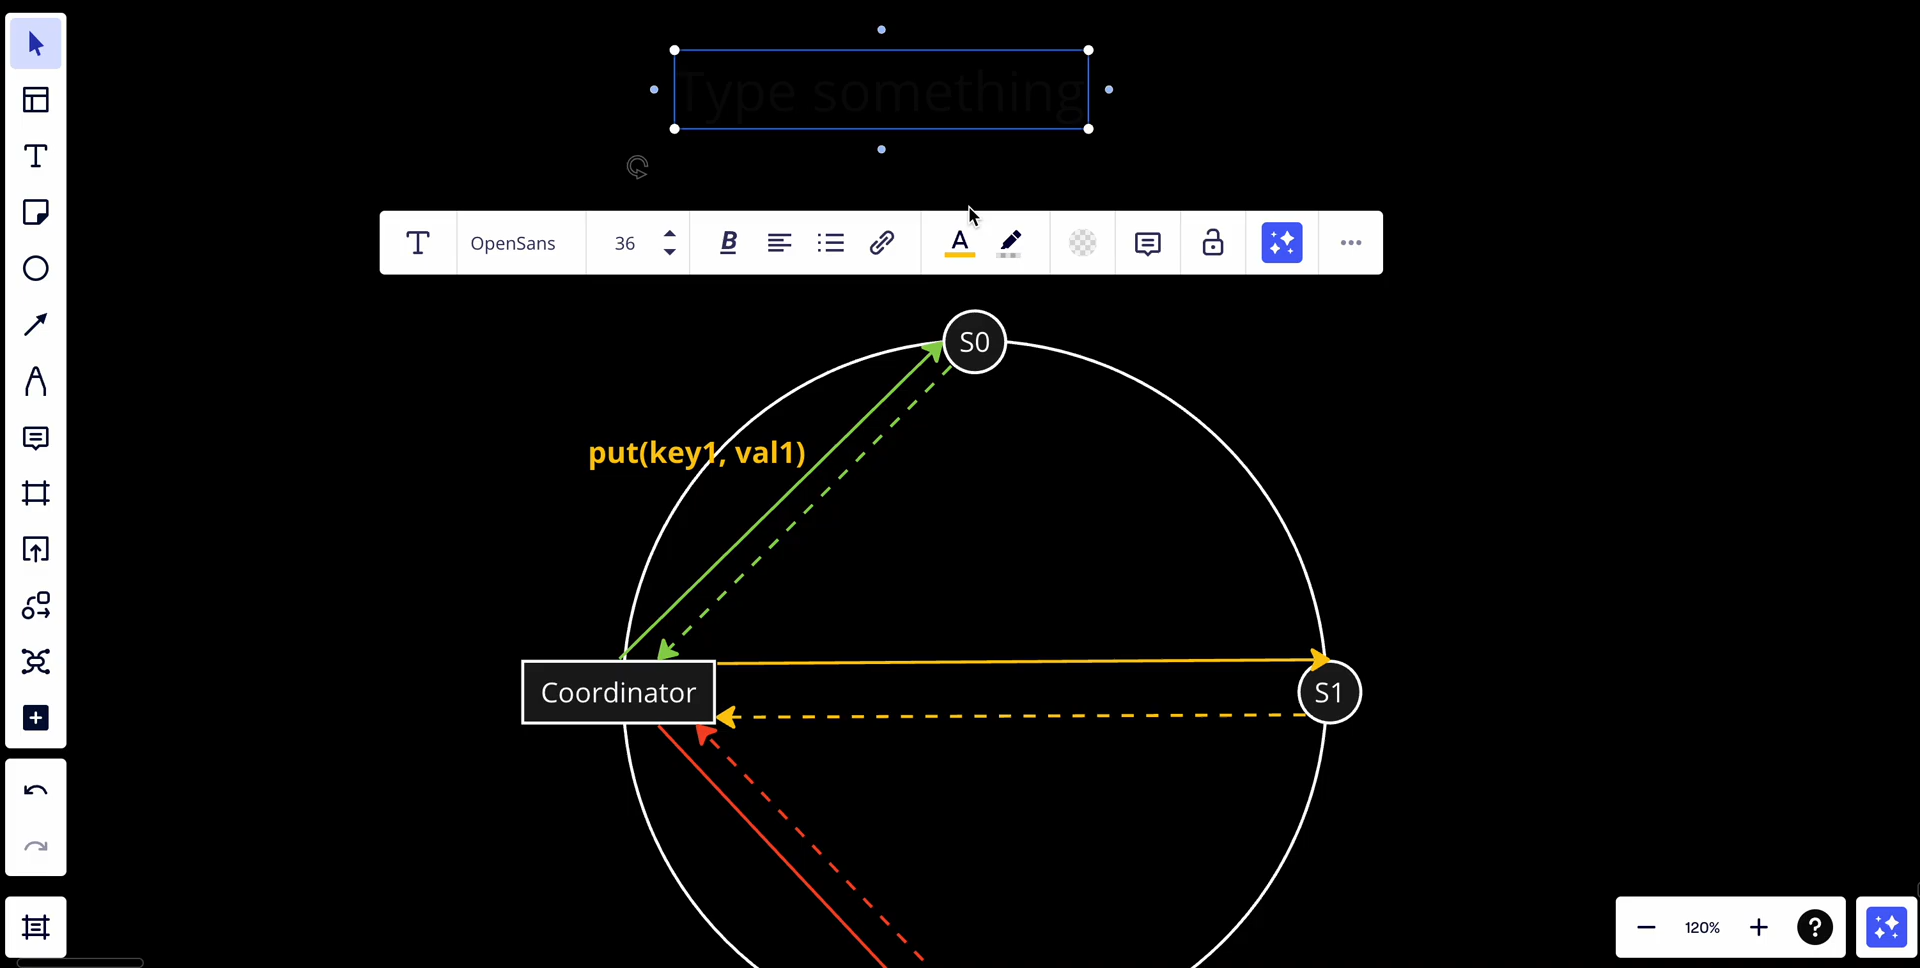 Type something
OpenSans 36
S0
put(key1, val1)
Coordinator
S1
120%